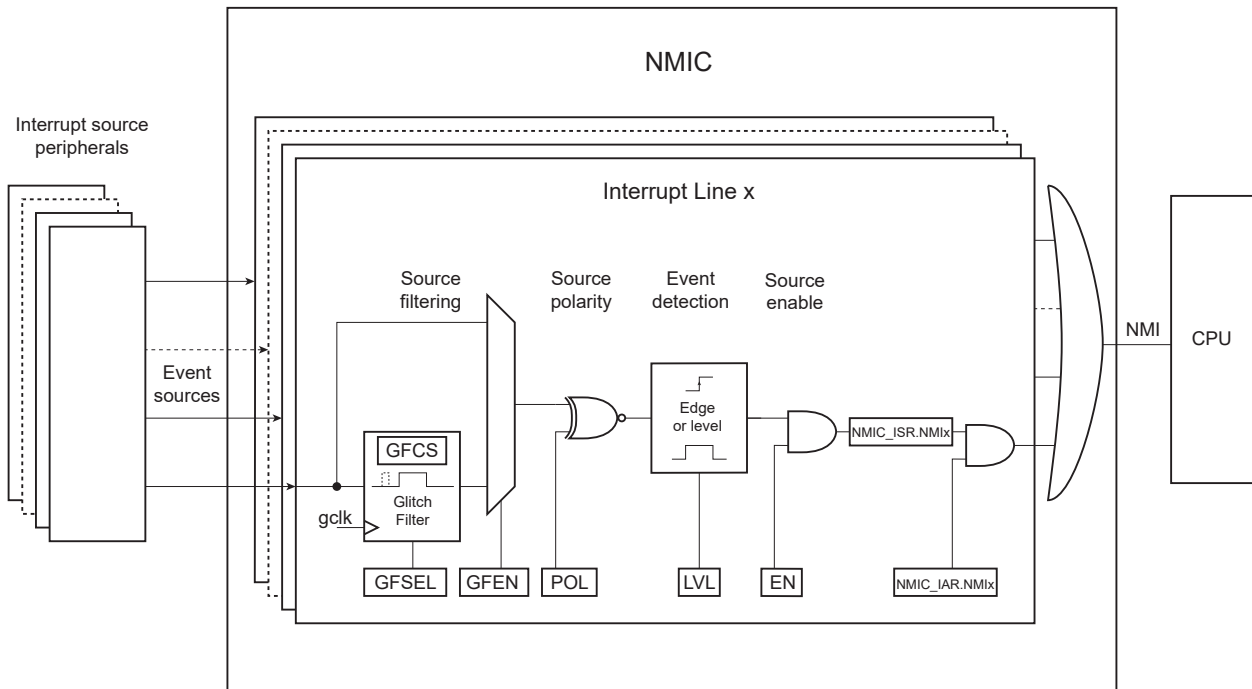 NMIC
Interrupt source
peripherals
Interrupt Line x
Source
filtering
Source
polarity
Event
detection
Source
enable
NMI
CPU
Event
sources
Edge
or level
GFCS
NMIC_ISR.NMIx
Glitch
Filter
gclk
GFSEL
GFEN
POL
LVL
EN
NMIC_IAR.NMIx